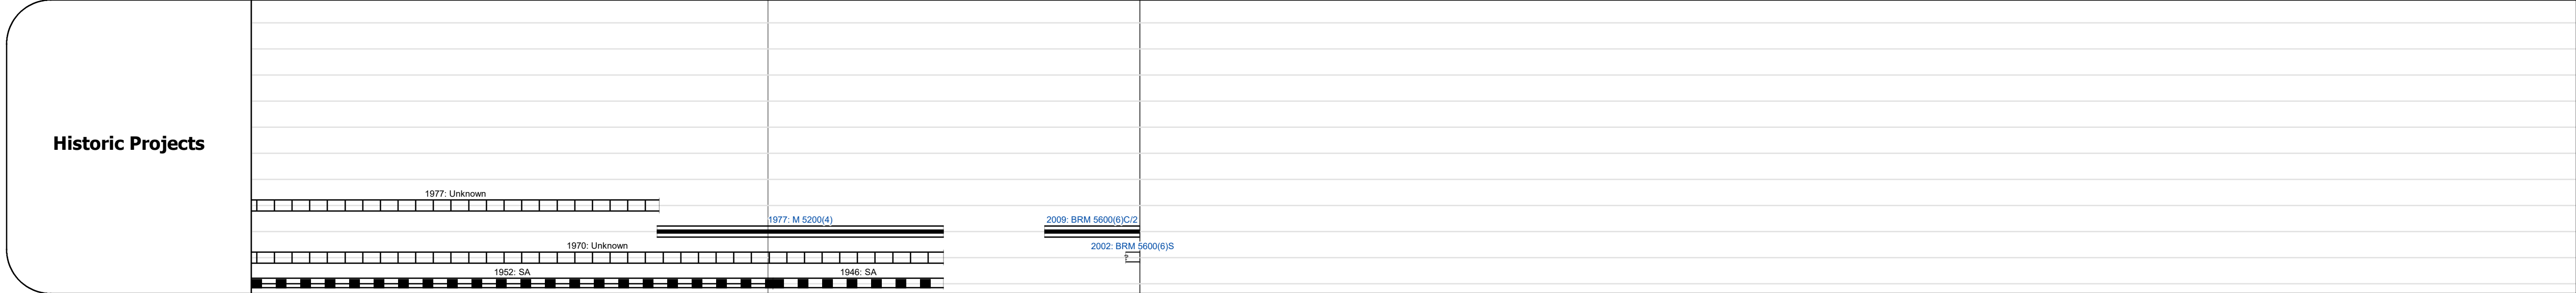 Historic Projects
1977: Unknown
1977: M 5200(4)
2009: BRM 5600(6)C/2
1970: Unknown
2002: BRM 5600(6)S
?
1952: SA
1946: SA